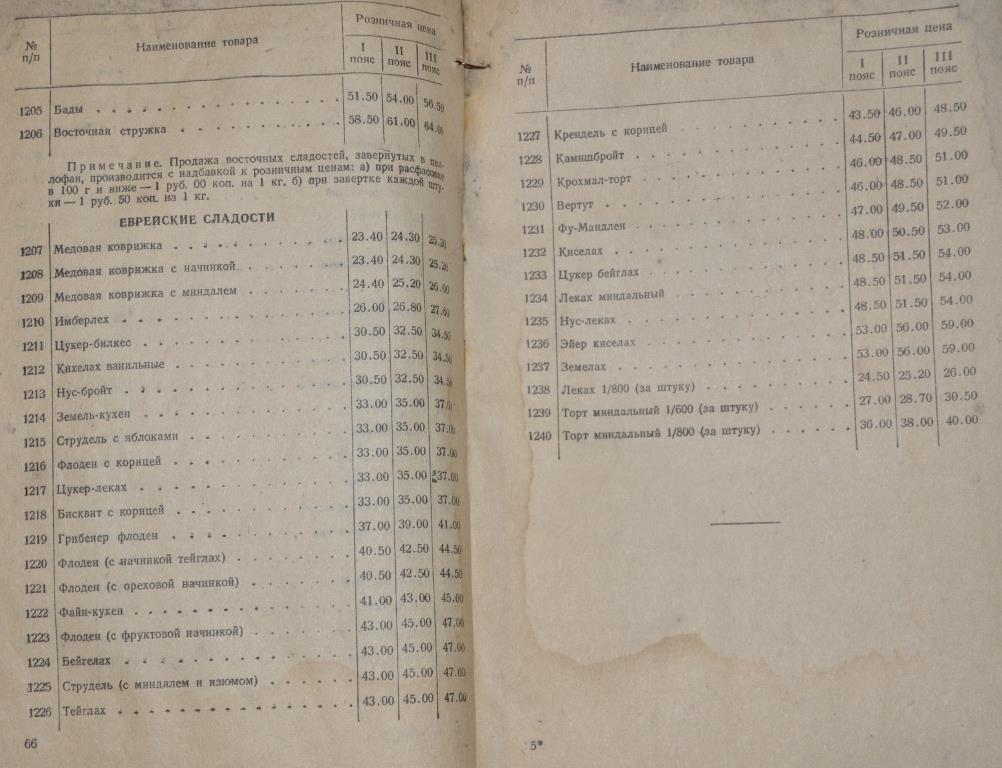 № п/п Наименование товара Розничная цена
I пояс II пояс III пояс
1205 Бады 51.50 54.00 56.50
1206 Восточная стружка 58.50 61.00 64.00
Примечание. Продажа восточных сладостей, завернутых в цел-
лофан, производится с надбавкой к розничным ценам: а) при расфасовке
в 100 г и ниже — 1 руб. 00 коп. на 1 кг, б) при завертке каждой шту-
ки — 1 руб. 50 коп. на 1 кг.
ЕВРЕЙСКИЕ СЛАДОСТИ
1207 Медовая коврижка 23.40 24.30 25.20
1208 Медовая коврижка с начинкой 23.40 24.30 25.20
1209 Медовая коврижка с миндалем 24.40 25.20 26.00
1210 Имберлех 26.00 26.80 27.60
1211 Цукер-билкес 30.50 32.50 34.50
1212 Кихелах ванильные 30.50 32.50 34.50
1213 Нус-бройт 30.50 32.50 34.50
1214 Земель-кухен 33.00 35.00 37.00
1215 Струдель с яблоками 33.00 35.00 37.00
1216 Флоден с корицей 33.00 35.00 37.00
1217 Цукер-леках 33.00 35.00 37.00
1218 Бисквит с корицей 33.00 35.00 37.00
1219 Грибенер флоден 37.00 39.00 41.00
1220 Флоден (с начинкой тейглах) 40.50 42.50 44.50
1221 Флоден (с ореховой начинкой) 40.50 42.50 44.50
1222 Файн-кухен 41.00 43.00 45.00
1223 Флоден (с фруктовой начинкой) 43.00 45.00 47.00
1224 Бейгелах 43.00 45.00 47.00
1225 Струдель (с миндалем и изюмом) 43.00 45.00 47.00
1226 Тейглах 43.00 45.00 47.00
66
№ п/п Наименование товара Розничная цена
I пояс II пояс III пояс
1227 Крендель с корицей 43.50 46.00 48.50
1228 Камишбройт 44.50 47.00 49.50
1229 Крохмал-торт 46.00 48.50 51.00
1230 Вертут 46.00 48.50 51.00
1231 Фу-Мандлен 47.00 49.50 52.00
1232 Киселах 48.00 50.50 53.00
1233 Цукер бейглах 48.50 51.50 54.00
1234 Леках миндальный 48.50 51.50 54.00
1235 Нус-леках 48.50 51.50 54.00
1236 Эйер киселах 53.00 56.00 59.00
1237 Земелах 53.00 56.00 59.00
1238 Леках 1/800 (за штуку) 24.50 25.20 26.00
1239 Торт миндальный 1/600 (за штуку) 27.00 28.70 30.50
1240 Торт миндальный 1/800 (за штуку) 36.00 38.00 40.00
5*